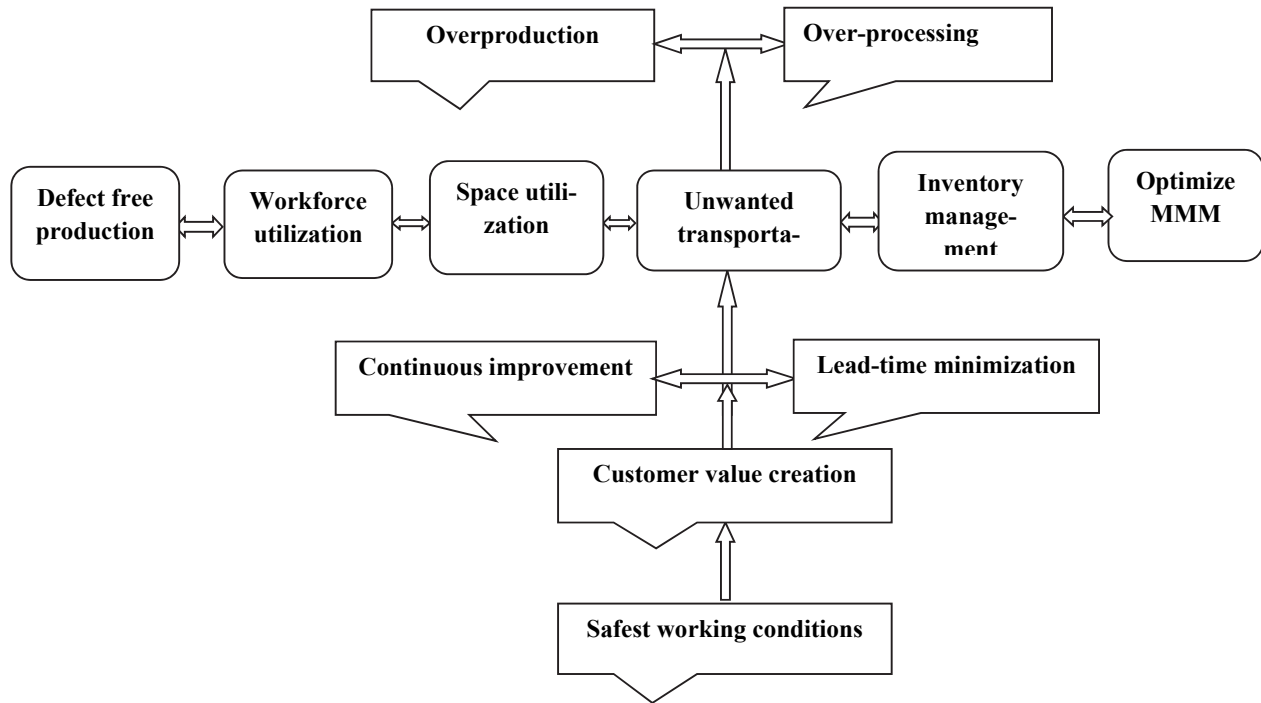 Overproduction
Over-processing
Defect free
production
Workforce
utilization
Space utili-
zation
Unwanted
transporta-
Inventory
manage-
ment
Optimize
MMM
Continuous improvement
Lead-time minimization
Customer value creation
Safest working conditions